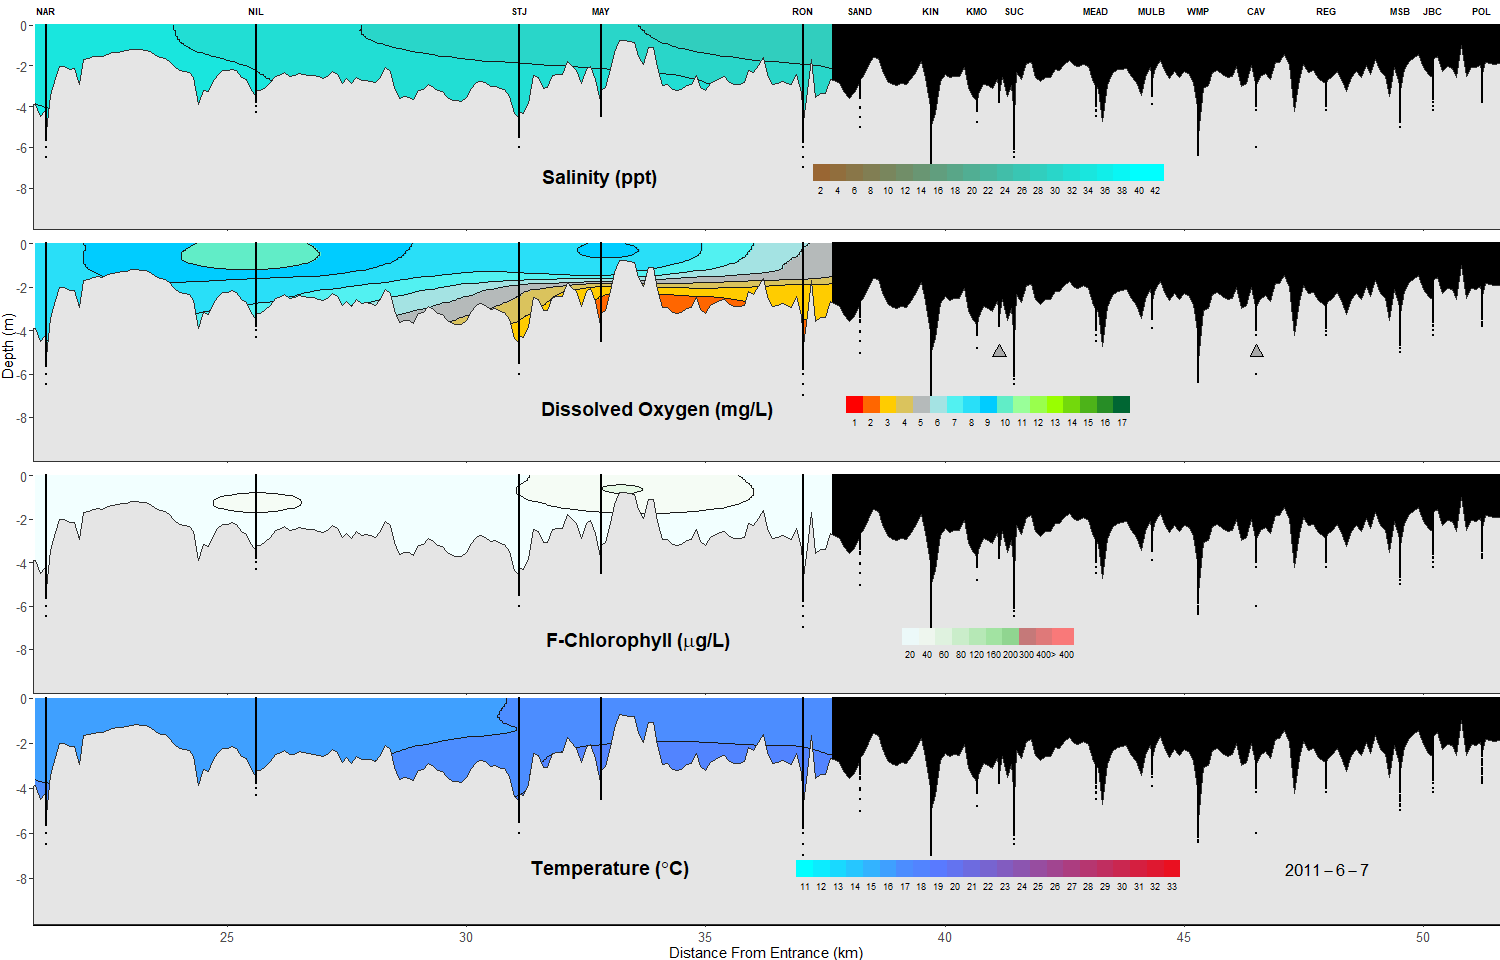 NAR NIL STJ MAY RON SAND KIN KMO SUC MEAD MULB WMP CAV REG MSB JBC POL
0
-2
-4
-6
-8
Salinity (ppt)
2 4 6 8 10 12 14 16 18 20 22 24 26 28 30 32 34 36 38 40 42
0
-2
-4
-6
-8
Depth (m)
Dissolved Oxygen (mg/L)
1 2 3 4 5 6 7 8 9 10 11 12 13 14 15 16 17
0
-2
-4
-6
-8
F-Chlorophyll (μg/L)
20 40 60 80 120 160 200 300 400> 400
0
-2
-4
-6
-8
Temperature (°C)
11 12 13 14 15 16 17 18 19 20 21 22 23 24 25 26 27 28 29 30 31 32 33
2011-6-7
25 30 35 40 45 50
Distance From Entrance (km)